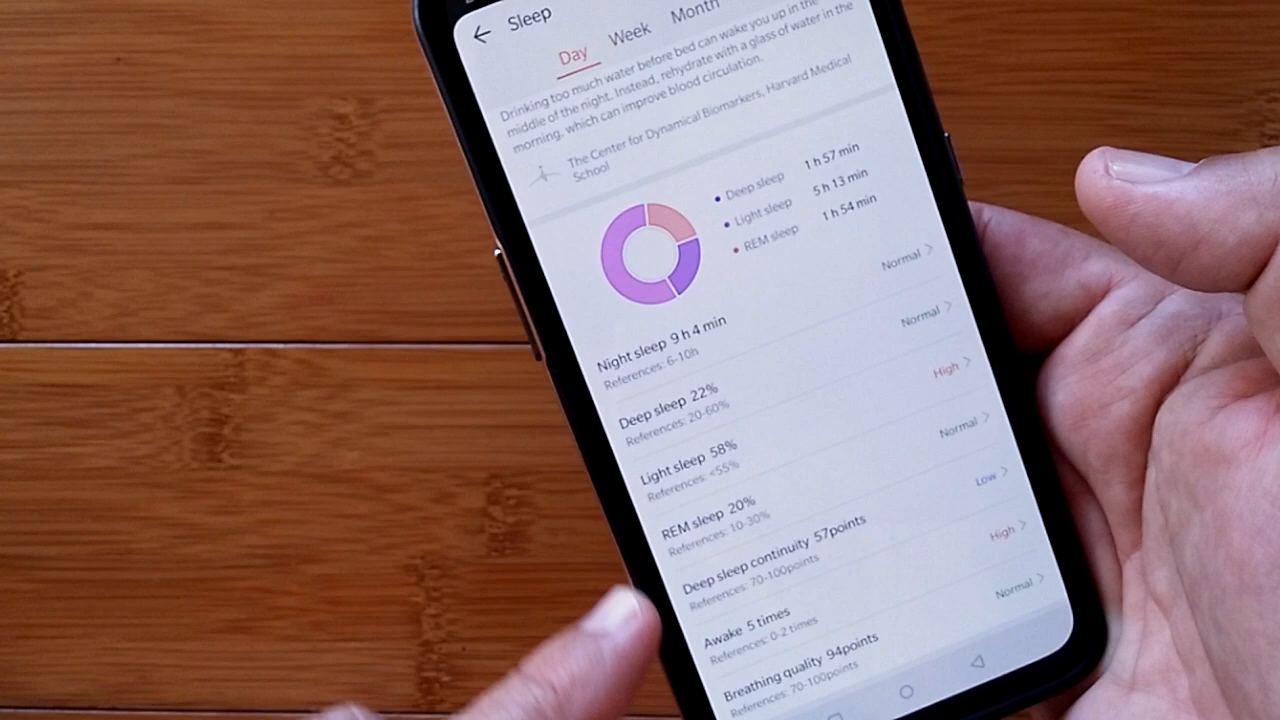 Sleep
Day
Week
Month
Drinking too much water before bed can wake you up in the
middle of the night. Instead, rehydrate with a glass of water in the
morning, which can improve blood circulation.
The Center for Dynamical Biomarkers, Harvard Medical
School
Deep sleep 1 h 57 min
Light sleep 5 h 13 min
REM sleep 1 h 54 min
Night sleep 9 h 4 min Normal
References: 6-10h
Deep sleep 22% Normal
References: 20-60%
Light sleep 58% High
References: <55%
REM sleep 20% Normal
References: 10-30%
Deep sleep continuity 57points Low
References: 70-100points
Awake 5 times High
References: 0-2 times
Breathing quality 94points Normal
References: 70-100points